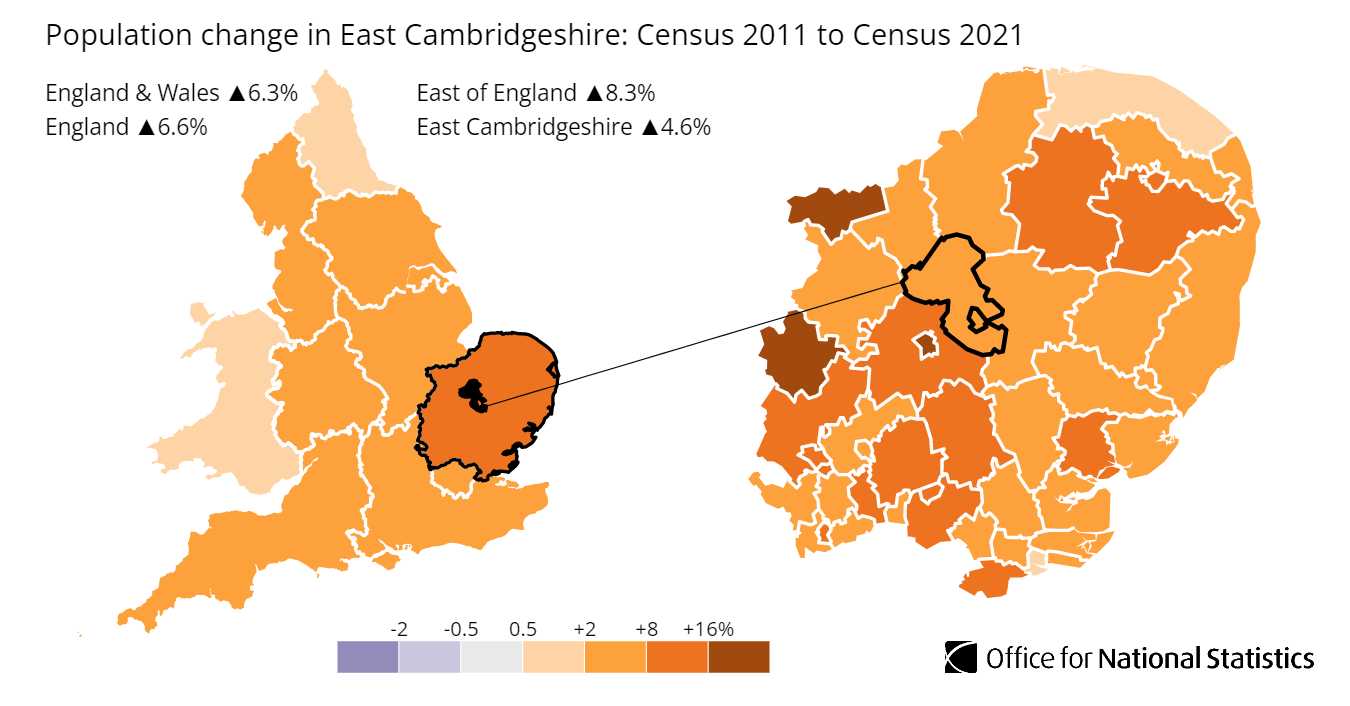 Population change in East Cambridgeshire: Census 2011 to Census 2021
England & Wales ▲6.3%
England ▲6.6%
East of England ▲8.3%
East Cambridgeshire ▲4.6%
-2 -0.5 0.5 +2 +8 +16%
Office for National Statistics